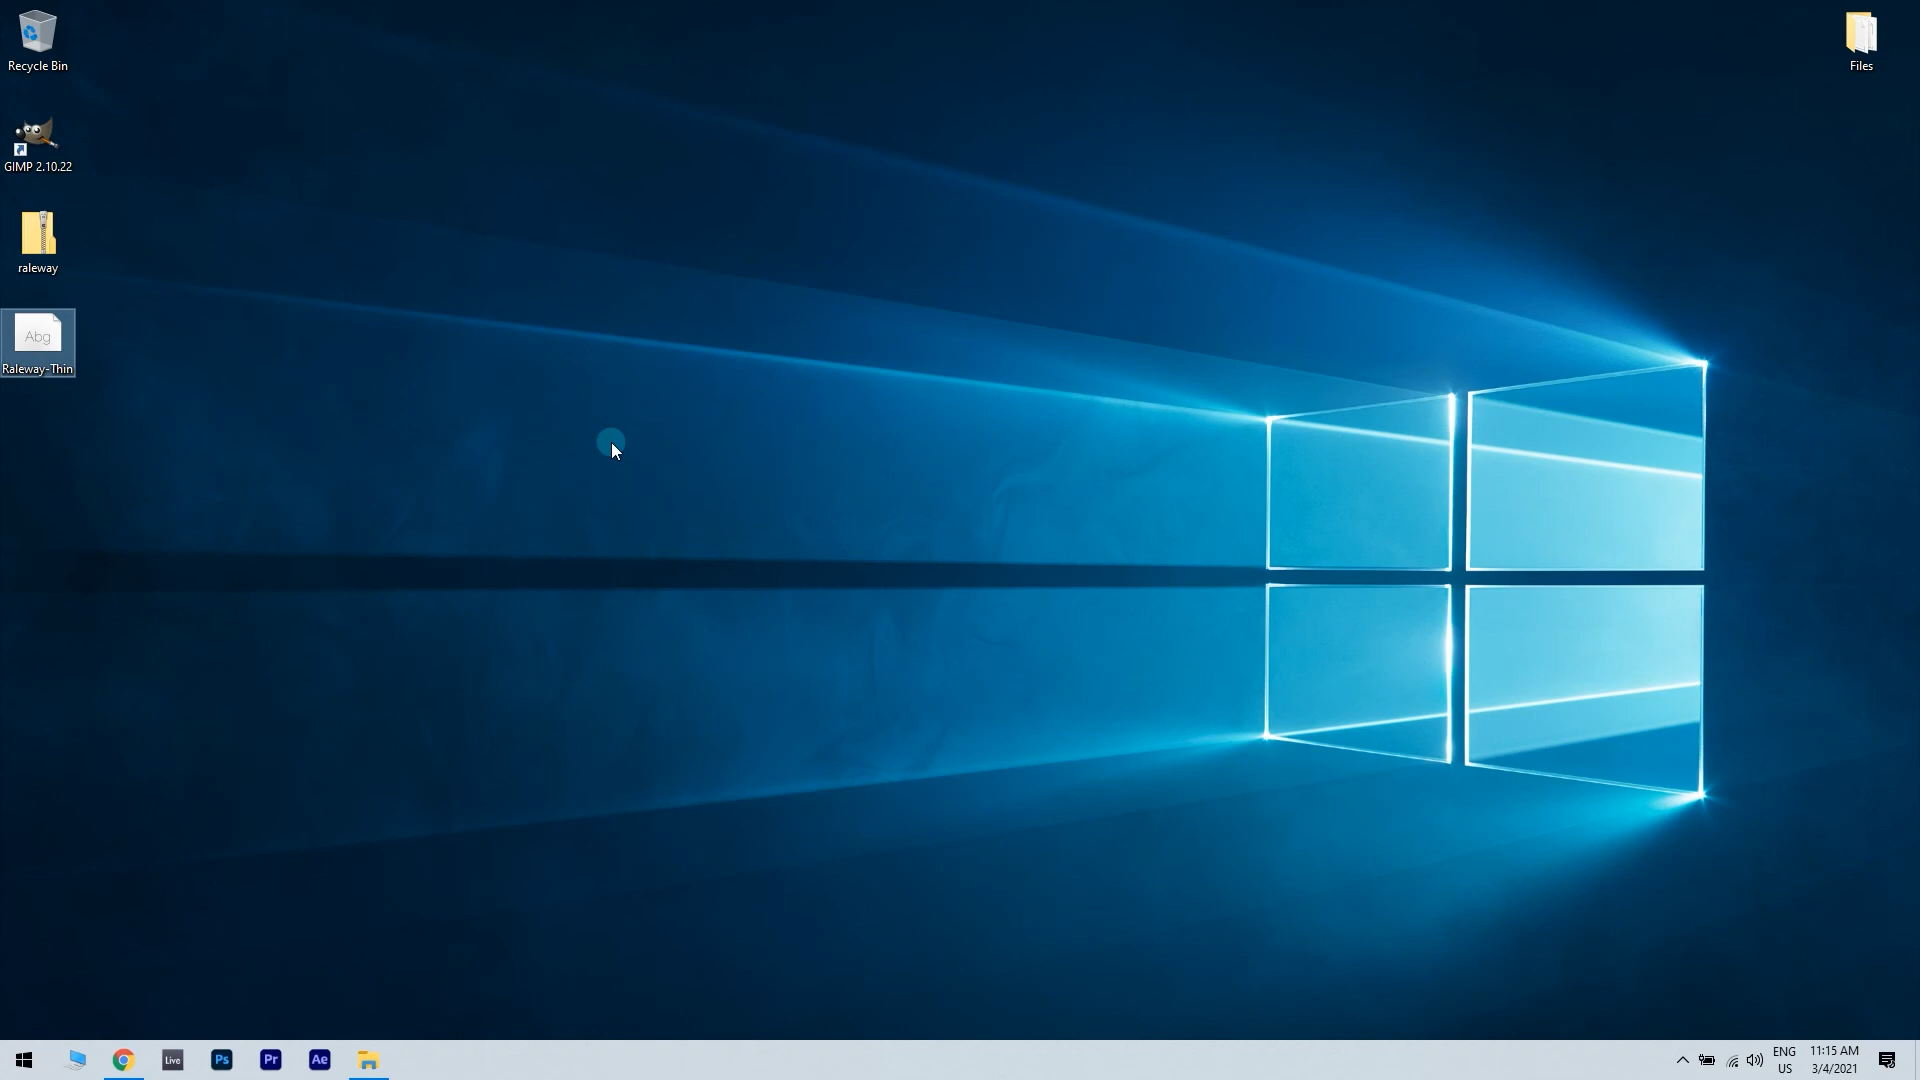 Recycle Bin
Files
GIMP 2.10.22
raleway
Abg
Raleway-Thin
Live
Ps
Pr
Ae
ENG
US
11:15 AM
3/4/2021